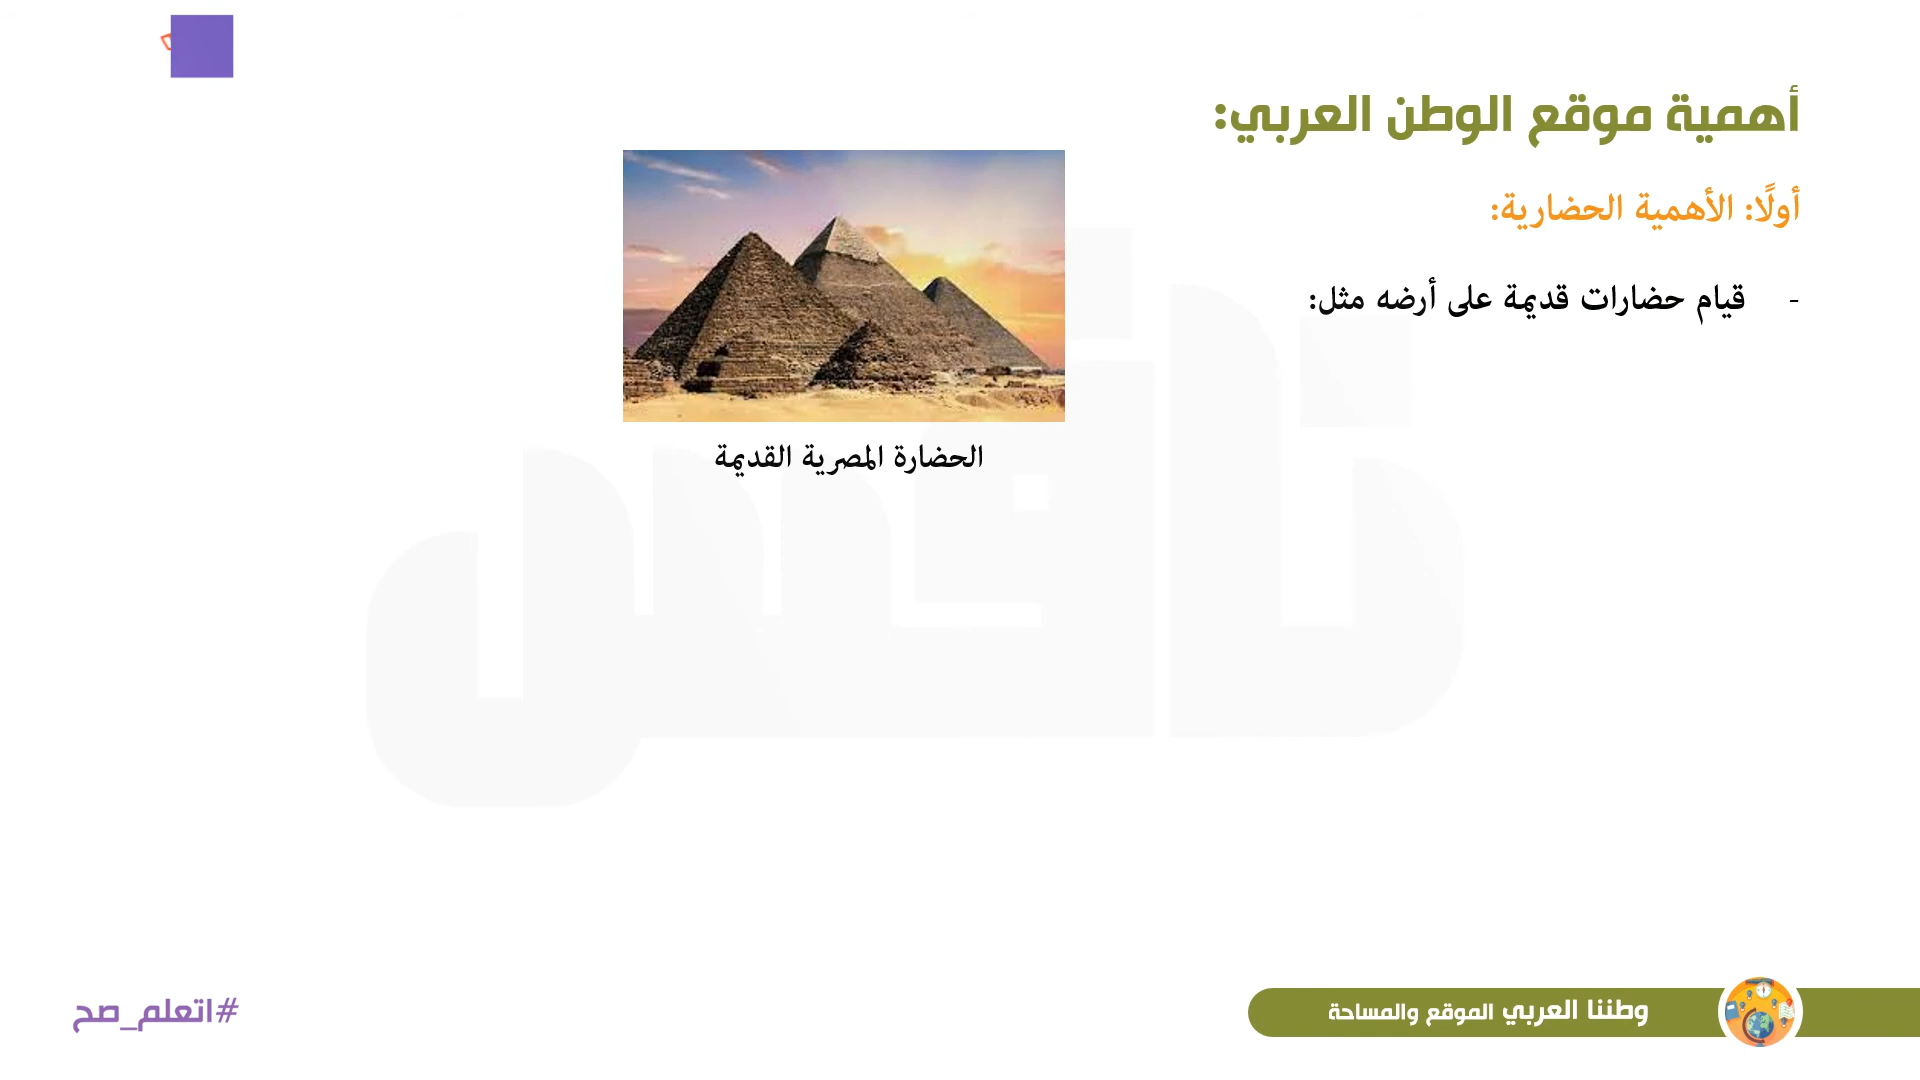 أهمية موقع الوطن العربي:
أولًا: الأهمية الحضارية:
- قيام حضارات قديمة على أرضه مثل:
الحضارة المصرية القديمة
نافس
وطننا العربي الموقع والمساحة
#اتعلم_صح